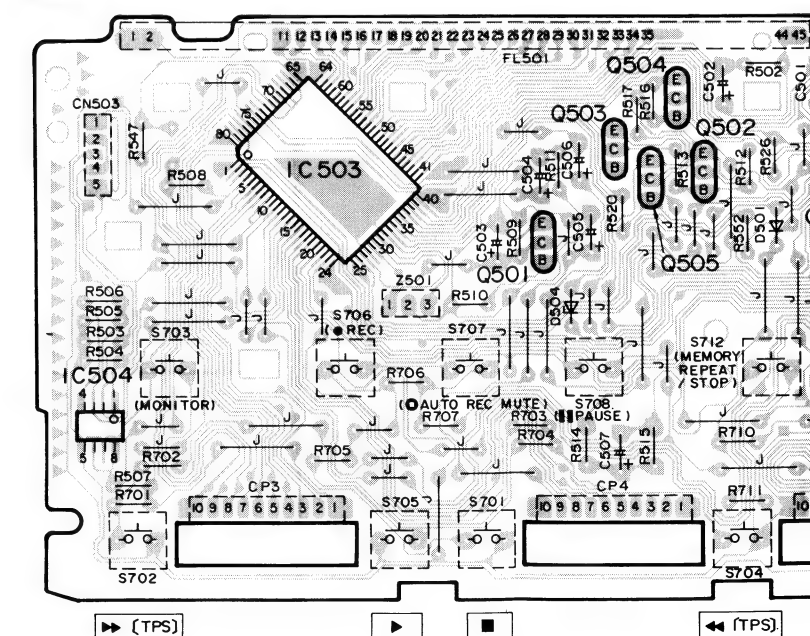 1 2
11 12 13 14 15 16 17 18 19 20 21 22 23 24 25 26 27 28 29 30 31 32 33 34 35
44 45
FL501
Q504
C502
+
R502
C501
65
64
70
60
75
55
80
50
45
41
40
1
5
10
15
20
24
25
30
35
IC503
CN503
1
2
3
4
5
R547
R508
J
Q503
R517
R516
E
C
B
Q502
C504
R511
C506
R513
R512
R526
R520
R552
D501
C503
R509
Q501
C505
Q505
Z501
1 2 3
R510
D504
R506
R505
R503
R504
S703
S706
(● REC)
S707
S712
(MEMORY
REPEAT
/ STOP)
IC504
4
1
5
8
(MONITOR)
R706
(AUTO REC MUTE)
S708
(PAUSE)
R707
R703
R704
R514
C507
R515
R710
R702
R705
R507
R701
CP3
10 9 8 7 6 5 4 3 2 1
S705
S701
CP4
10 9 8 7 6 5 4 3 2 1
R711
10
S702
S704
▶▶ (TPS)
▶
■
◀◀ (TPS)